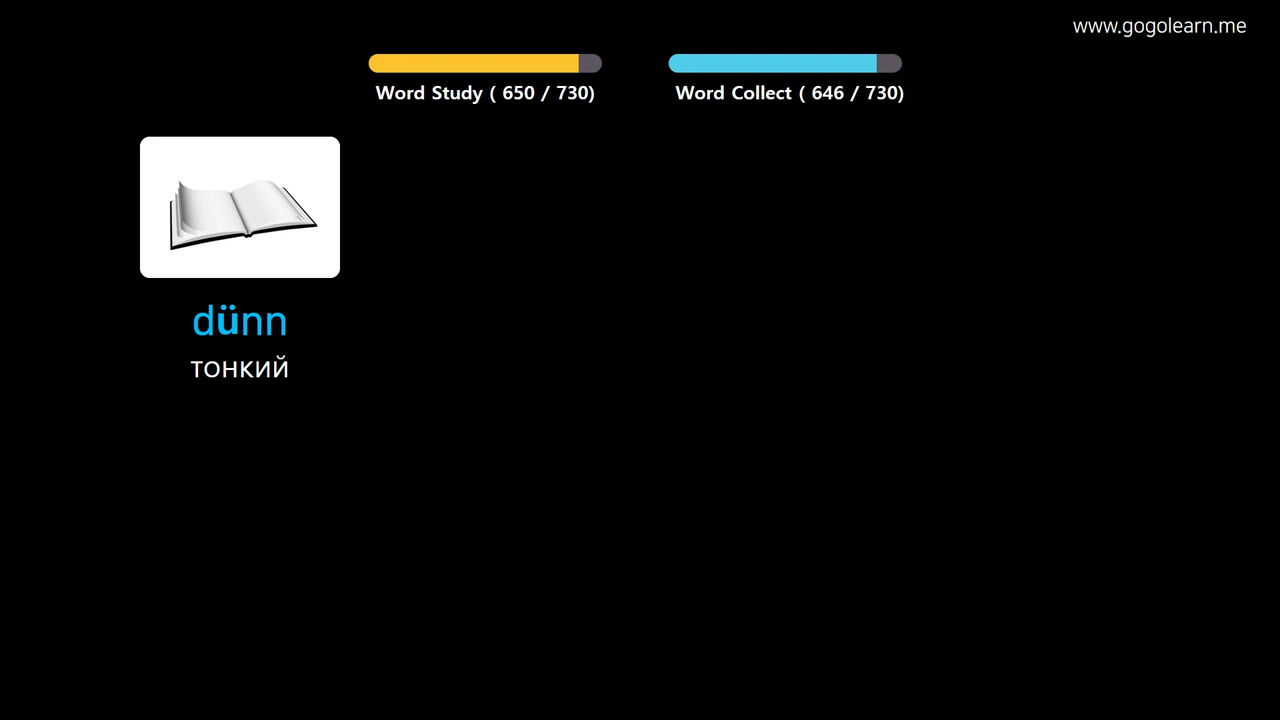 www.gogolearn.me
Word Study ( 650 / 730)
Word Collect ( 646 / 730)
dünn
тонкий